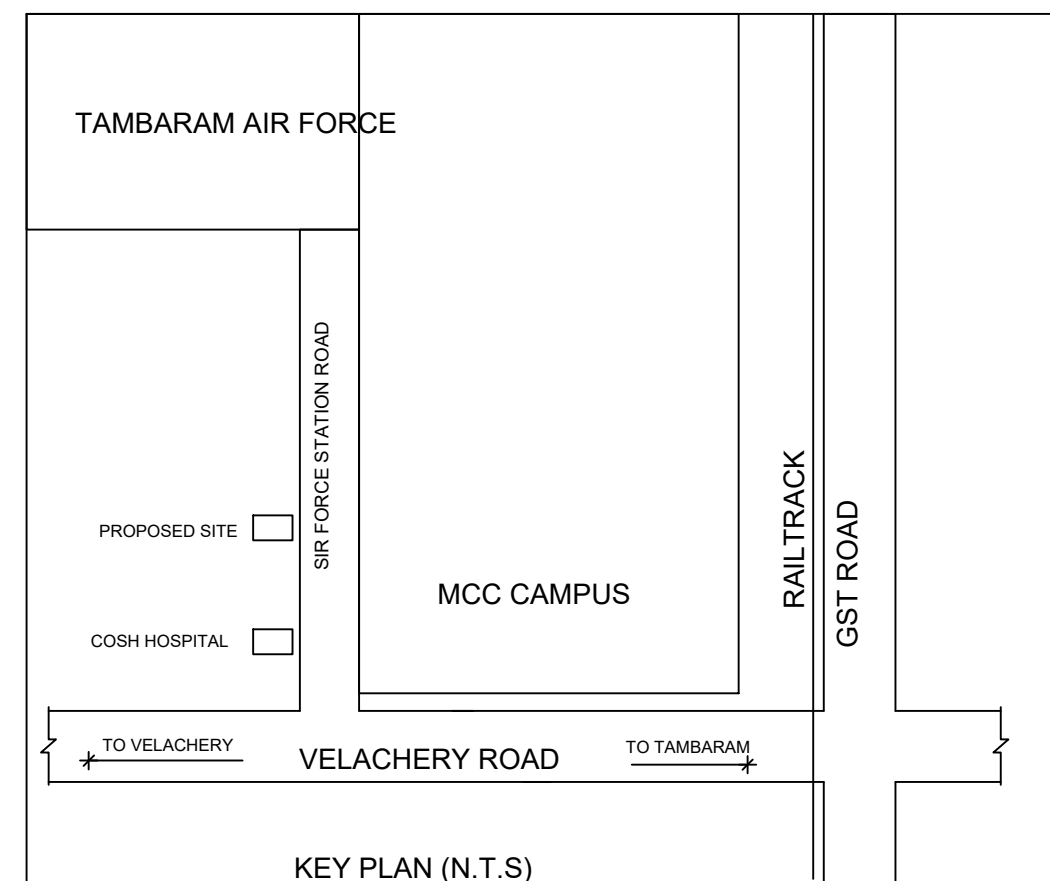 TAMBARAM AIR FORCE
SIR FORCE STATION ROAD
RAILTRACK
GST ROAD
PROPOSED SITE
MCC CAMPUS
COSH HOSPITAL
TO VELACHERY
VELACHERY ROAD
TO TAMBARAM
KEY PLAN (N.T.S)